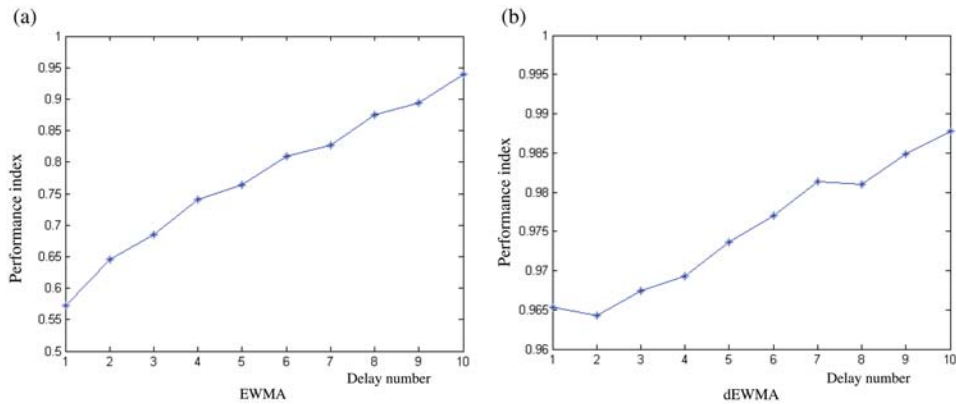 (a)
Performance index
1
0.95
0.9
0.85
0.8
0.75
0.7
0.65
0.6
0.55
0.5
1 2 3 4 5 6 7 8 9 10
Delay number
EWMA
(b)
Performance index
1
0.995
0.99
0.985
0.98
0.975
0.97
0.965
0.96
1 2 3 4 5 6 7 8 9 10
Delay number
dEWMA